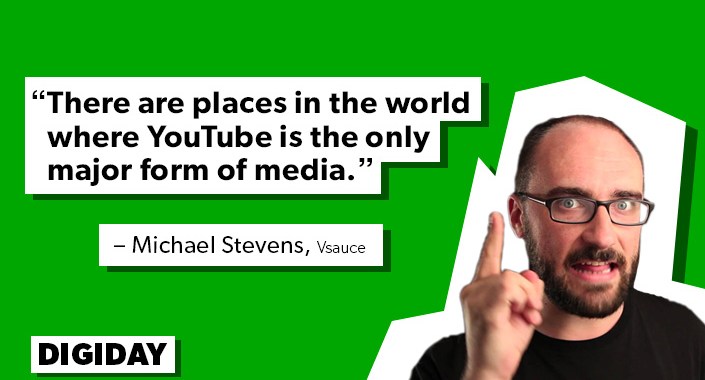 “There are places in the world
where YouTube is the only
major form of media.”
– Michael Stevens, Vsauce
DIGIDAY